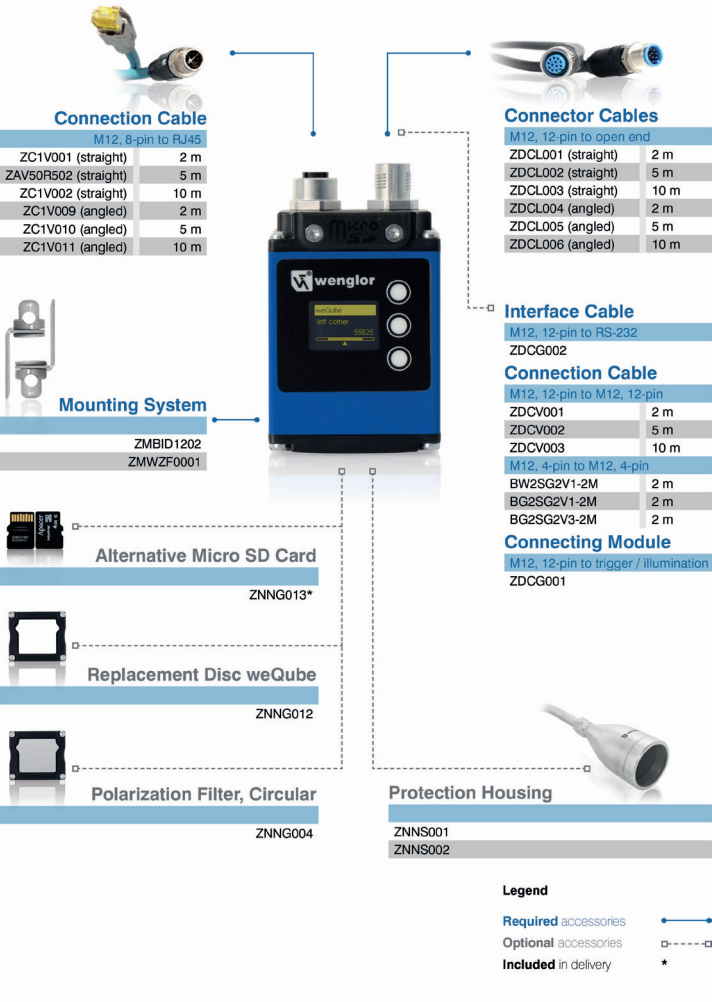 Connection Cable
M12, 8-pin to RJ45
ZC1V001 (straight) 2 m
ZAV50R502 (straight) 5 m
ZC1V002 (straight) 10 m
ZC1V009 (angled) 2 m
ZC1V010 (angled) 5 m
ZC1V011 (angled) 10 m
Connector Cables
M12, 12-pin to open end
ZDCL001 (straight) 2 m
ZDCL002 (straight) 5 m
ZDCL003 (straight) 10 m
ZDCL004 (angled) 2 m
ZDCL005 (angled) 5 m
ZDCL006 (angled) 10 m
Micro
SD
wenglor
weQube
left corner
55625
Interface Cable
M12, 12-pin to RS-232
ZDCG002
Connection Cable
M12, 12-pin to M12, 12-pin
ZDCV001 2 m
ZDCV002 5 m
ZDCV003 10 m
M12, 4-pin to M12, 4-pin
BW2SG2V1-2M 2 m
BG2SG2V1-2M 2 m
BG2SG2V3-2M 2 m
Connecting Module
M12, 12-pin to trigger / illumination
ZDCG001
Mounting System
ZMBID1202
ZMWZF0001
Apacer
Alternative Micro SD Card
ZNNG013*
Replacement Disc weQube
ZNNG012
Polarization Filter, Circular
ZNNG004
Protection Housing
ZNNS001
ZNNS002
Legend
Required accessories
Optional accessories
Included in delivery *